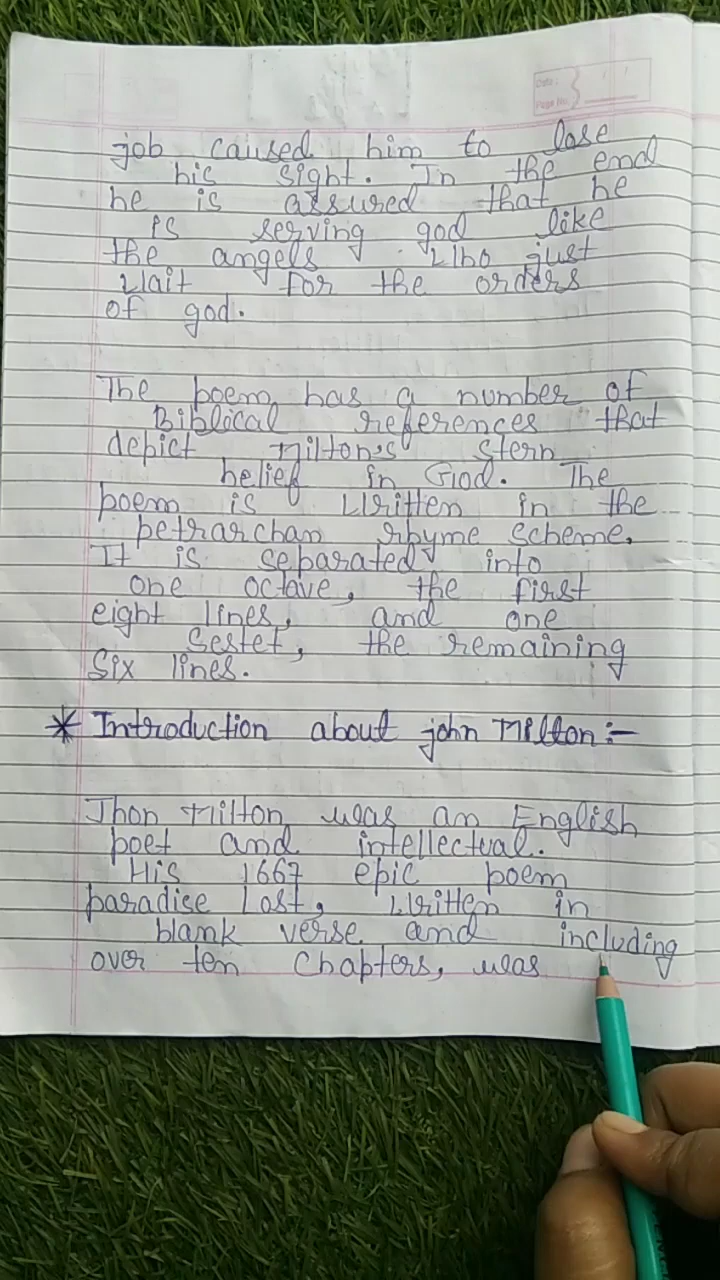 Date :
Page No.
job caused him to lose
his sight. In the end
he is assured that he
is serving god like
the angels who just
wait for the orders
of god.
The poem has a number of
Biblical references that
depict Milton's stern
belief in God. The
poem is written in the
petrarchan rhyme scheme.
It is separated into
one octave, the first
eight lines, and one
sestet, the remaining
six lines.
* Introduction about john Milton:-
Jhon Milton was an English
poet and intellectual.
His 1667 epic poem
paradise Lost, written in
blank verse and including
over ten chapters, was